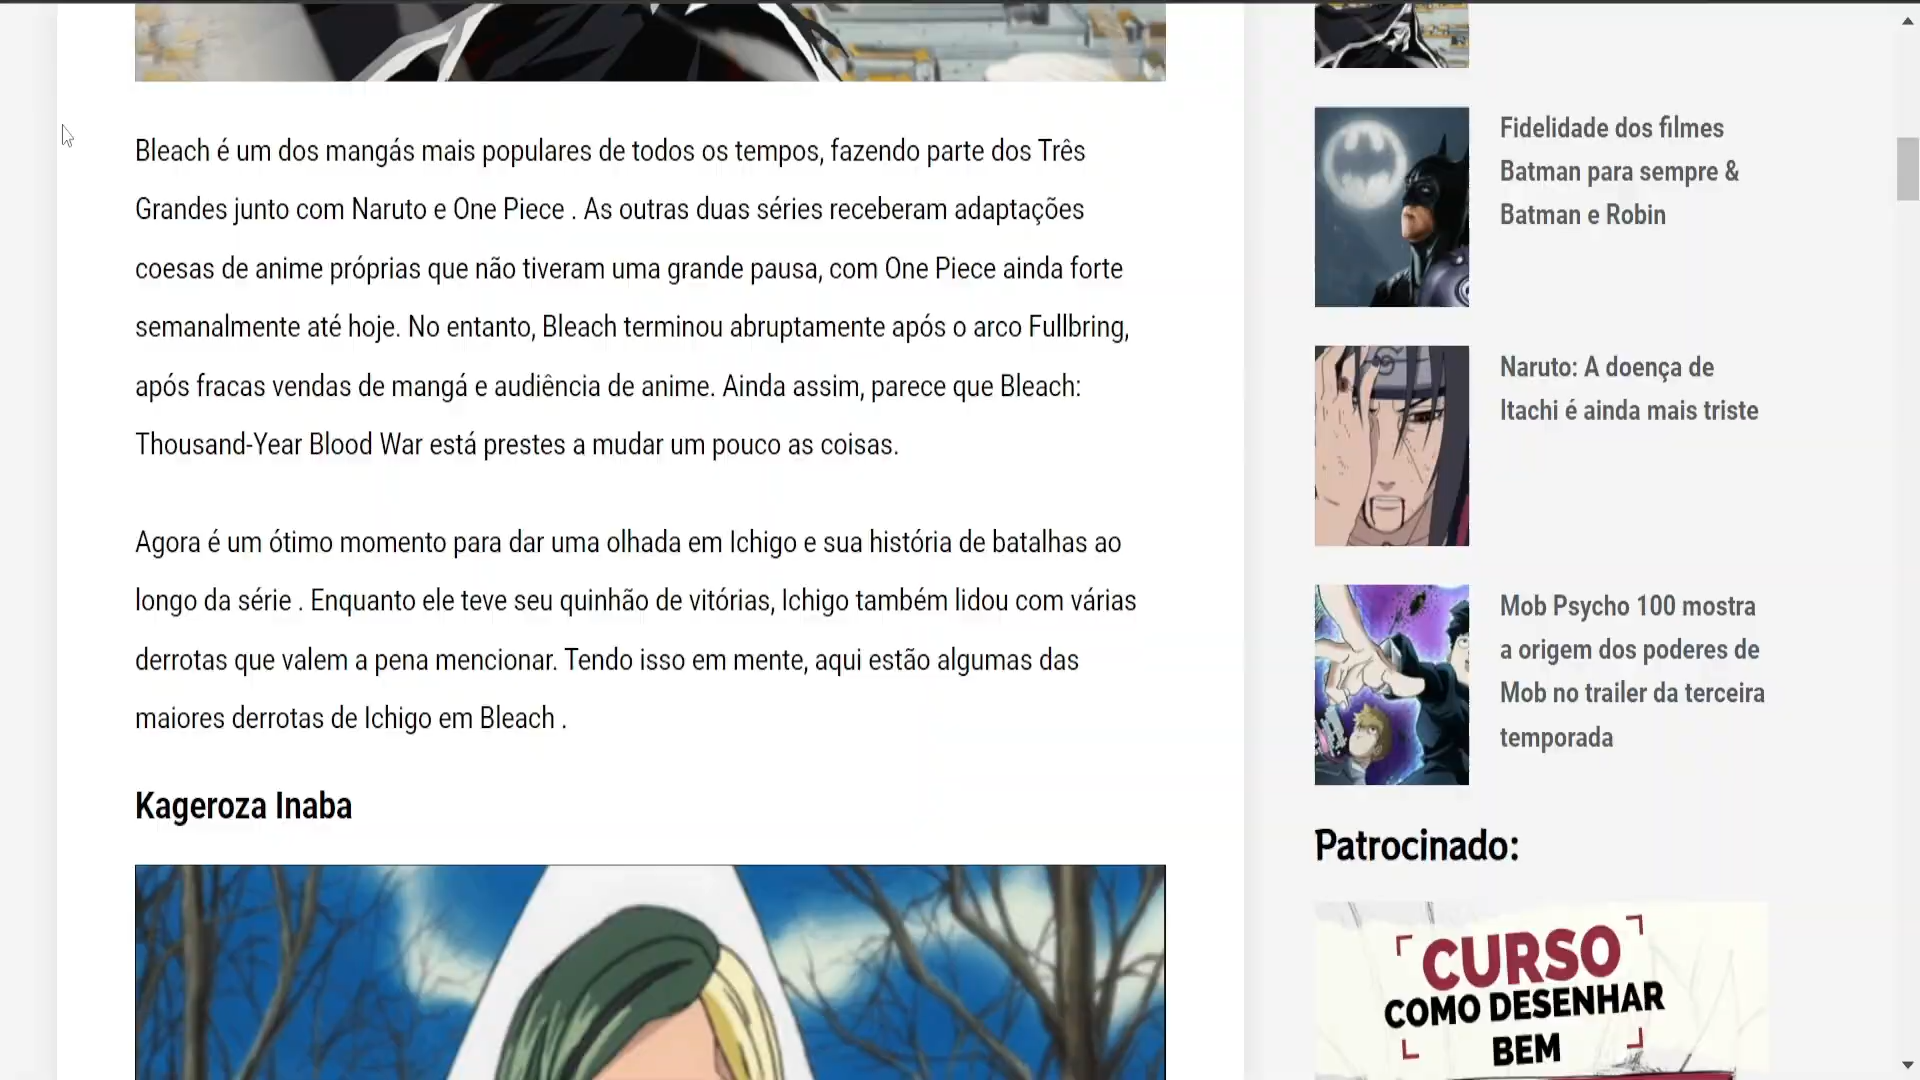 Bleach é um dos mangás mais populares de todos os tempos, fazendo parte dos Três
Grandes junto com Naruto e One Piece . As outras duas séries receberam adaptações
coesas de anime próprias que não tiveram uma grande pausa, com One Piece ainda forte
semanalmente até hoje. No entanto, Bleach terminou abruptamente após o arco Fullbring,
após fracas vendas de mangá e audiência de anime. Ainda assim, parece que Bleach:
Thousand-Year Blood War está prestes a mudar um pouco as coisas.
Agora é um ótimo momento para dar uma olhada em Ichigo e sua história de batalhas ao
longo da série . Enquanto ele teve seu quinhão de vitórias, Ichigo também lidou com várias
derrotas que valem a pena mencionar. Tendo isso em mente, aqui estão algumas das
maiores derrotas de Ichigo em Bleach .
Kageroza Inaba
Fidelidade dos filmes
Batman para sempre &
Batman e Robin
Naruto: A doença de
Itachi é ainda mais triste
Mob Psycho 100 mostra
a origem dos poderes de
Mob no trailer da terceira
temporada
Patrocinado:
CURSO
COMO DESENHAR
BEM